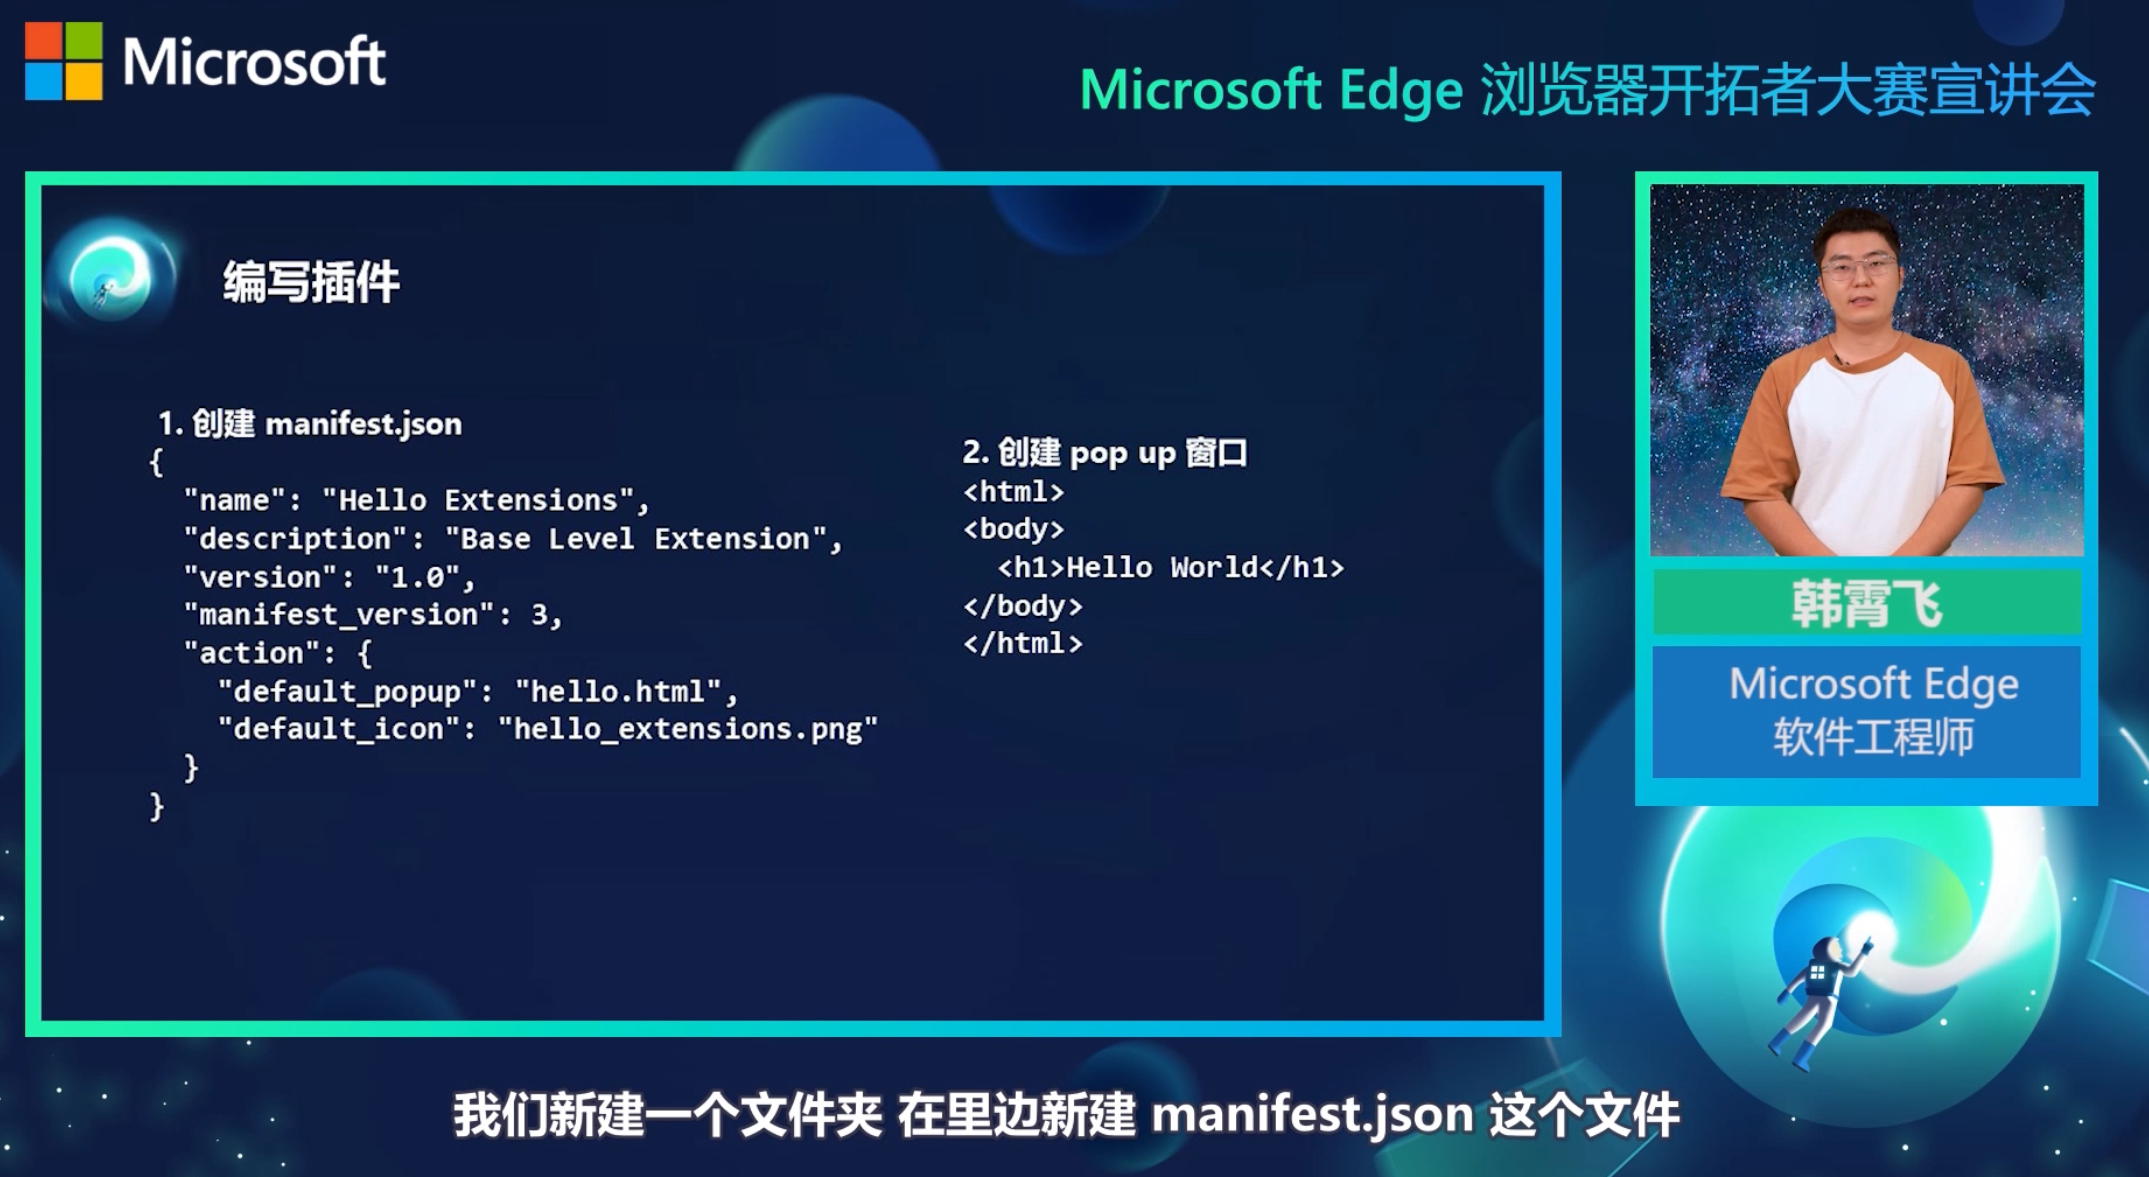 Microsoft
Microsoft Edge 浏览器开拓者大赛宣讲会
编写插件
1. 创建 manifest.json
{
  "name": "Hello Extensions",
  "description": "Base Level Extension",
  "version": "1.0",
  "manifest_version": 3,
  "action": {
    "default_popup": "hello.html",
    "default_icon": "hello_extensions.png"
  }
}
2. 创建 pop up 窗口
<html>
<body>
  <h1>Hello World</h1>
</body>
</html>
韩霄飞
Microsoft Edge
软件工程师
我们新建一个文件夹 在里边新建 manifest.json 这个文件